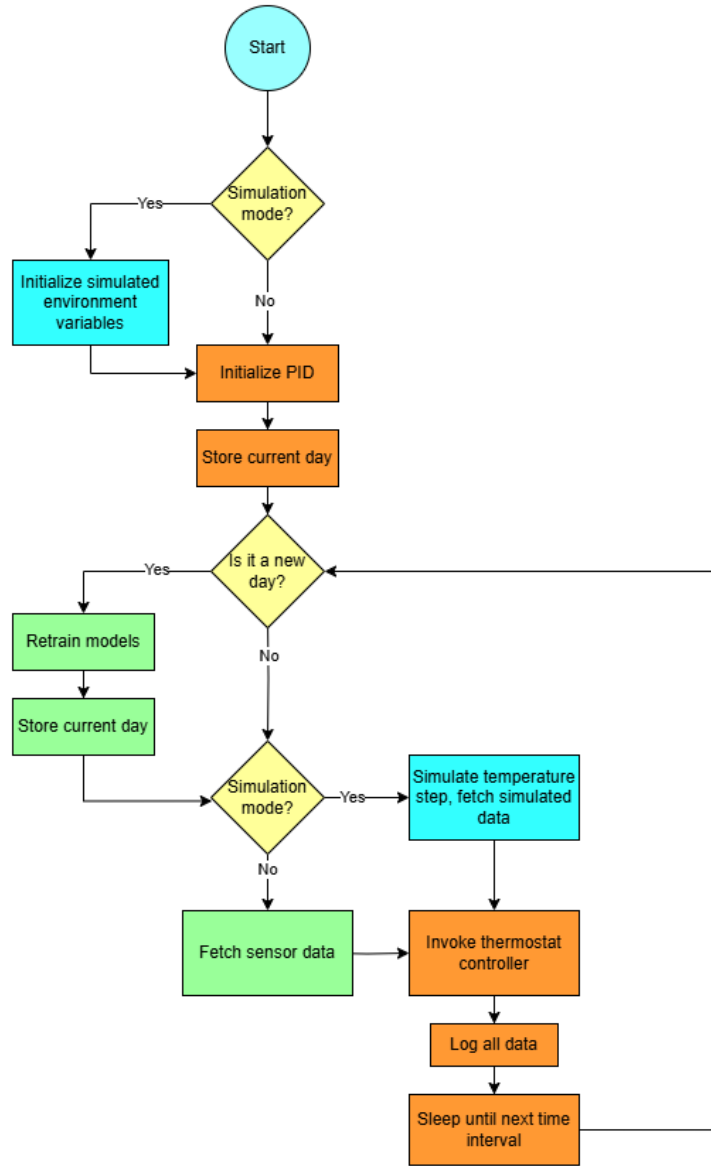 Start
Simulation
mode?
Yes
Initialize simulated
environment
variables
No
Initialize PID
Store current day
Is it a new
day?
Yes
Retrain models
No
Store current day
Simulation
mode?
Yes
Simulate temperature
step, fetch simulated
data
No
Fetch sensor data
Invoke thermostat
controller
Log all data
Sleep until next time
interval